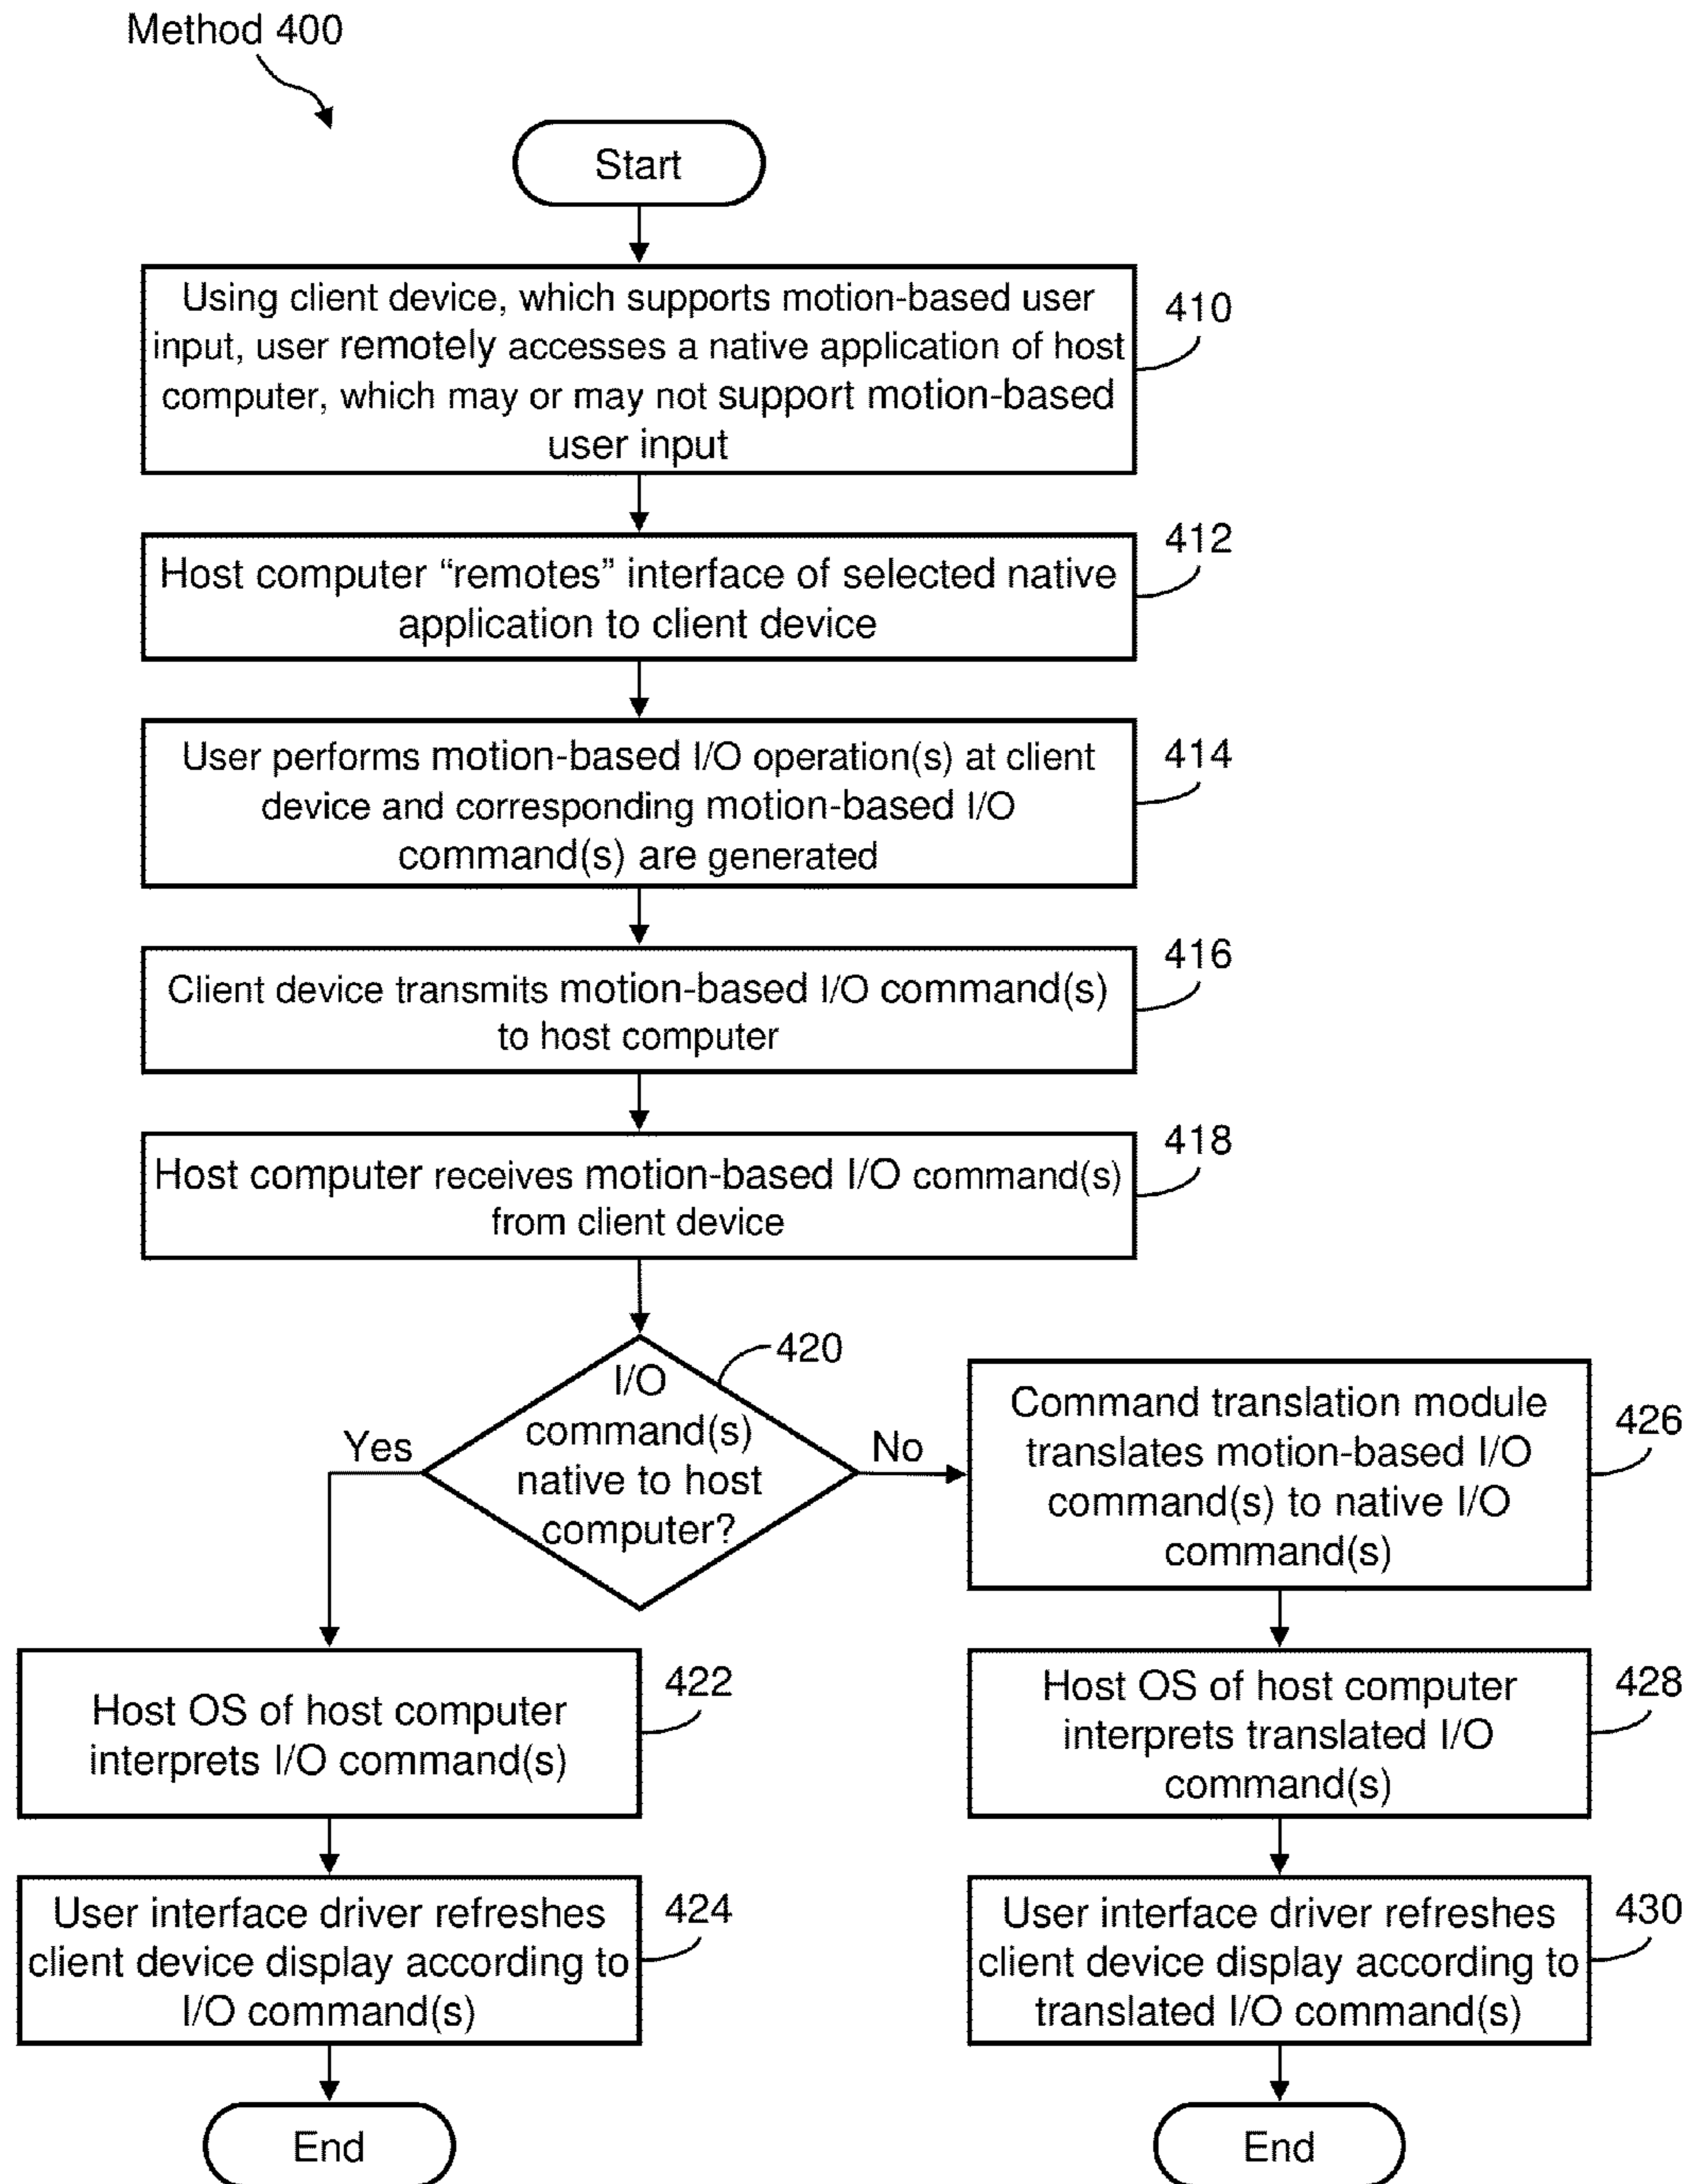 Method 400
Start
Using client device, which supports motion-based user
input, user remotely accesses a native application of host
computer, which may or may not support motion-based
user input
410
Host computer “remotes” interface of selected native
application to client device
412
User performs motion-based I/O operation(s) at client
device and corresponding motion-based I/O
command(s) are generated
414
Client device transmits motion-based I/O command(s)
to host computer
416
Host computer receives motion-based I/O command(s)
from client device
418
I/O
command(s)
native to host
computer?
420
Yes
No
Command translation module
translates motion-based I/O
command(s) to native I/O
command(s)
426
Host OS of host computer
interprets I/O command(s)
422
Host OS of host computer
interprets translated I/O
command(s)
428
User interface driver refreshes
client device display according to
I/O command(s)
424
User interface driver refreshes
client device display according to
translated I/O command(s)
430
End
End